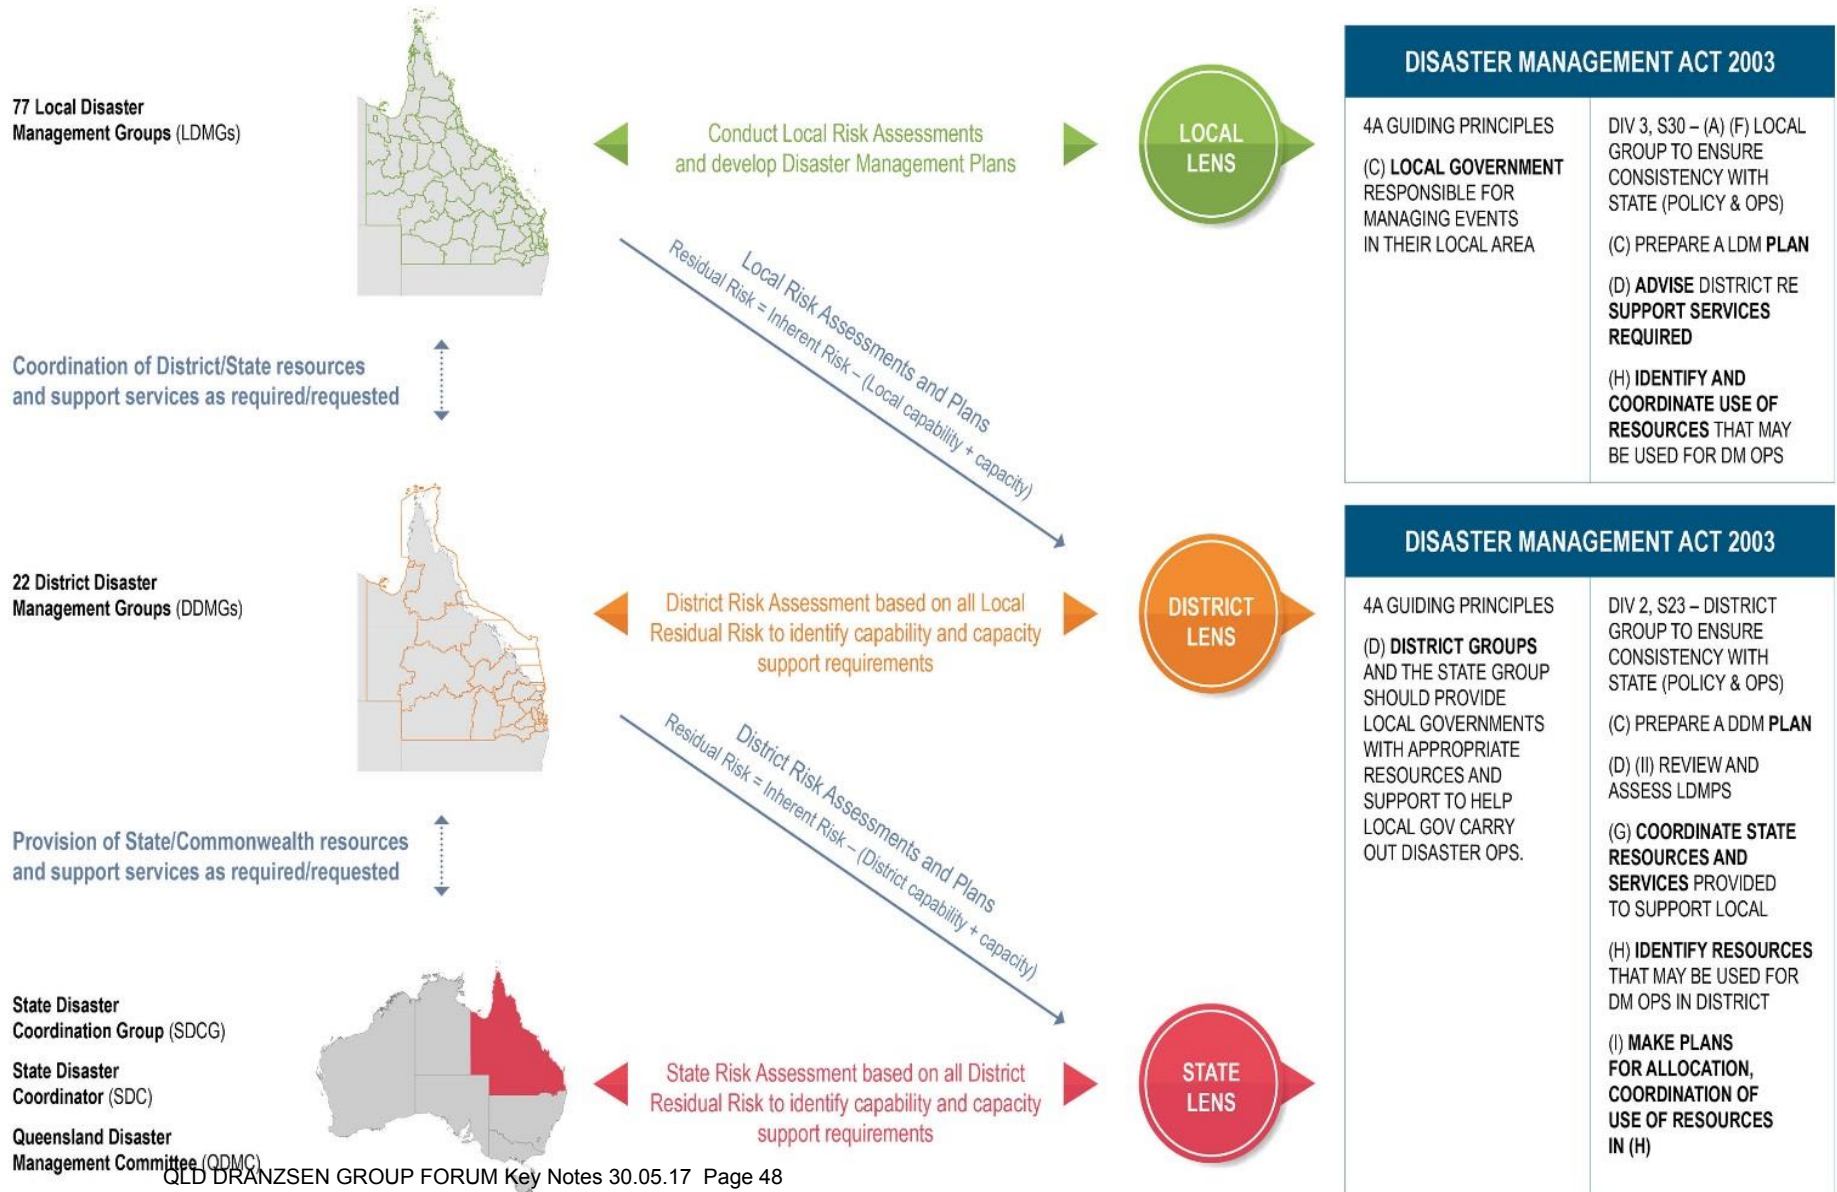 77 Local Disaster
Management Groups (LDMGs)
Conduct Local Risk Assessments
and develop Disaster Management Plans
LOCAL
LENS
DISASTER MANAGEMENT ACT 2003
4A GUIDING PRINCIPLES
(C) LOCAL GOVERNMENT
RESPONSIBLE FOR
MANAGING EVENTS
IN THEIR LOCAL AREA
DIV 3, S30 – (A) (F) LOCAL
GROUP TO ENSURE
CONSISTENCY WITH
STATE (POLICY & OPS)
(C) PREPARE A LDM PLAN
(D) ADVISE DISTRICT RE
SUPPORT SERVICES
REQUIRED
(H) IDENTIFY AND
COORDINATE USE OF
RESOURCES THAT MAY
BE USED FOR DM OPS
Local Risk Assessments and Plans
Residual Risk = Inherent Risk – (Local capability + capacity)
Coordination of District/State resources
and support services as required/requested
22 District Disaster
Management Groups (DDMGs)
District Risk Assessment based on all Local
Residual Risk to identify capability and capacity
support requirements
DISTRICT
LENS
DISASTER MANAGEMENT ACT 2003
4A GUIDING PRINCIPLES
(D) DISTRICT GROUPS
AND THE STATE GROUP
SHOULD PROVIDE
LOCAL GOVERNMENTS
WITH APPROPRIATE
RESOURCES AND
SUPPORT TO HELP
LOCAL GOV CARRY
OUT DISASTER OPS.
DIV 2, S23 – DISTRICT
GROUP TO ENSURE
CONSISTENCY WITH
STATE (POLICY & OPS)
(C) PREPARE A DDM PLAN
(D) (II) REVIEW AND
ASSESS LDMPS
(G) COORDINATE STATE
RESOURCES AND
SERVICES PROVIDED
TO SUPPORT LOCAL
(H) IDENTIFY RESOURCES
THAT MAY BE USED FOR
DM OPS IN DISTRICT
(I) MAKE PLANS
FOR ALLOCATION,
COORDINATION OF
USE OF RESOURCES
IN (H)
District Risk Assessments and Plans
Residual Risk = Inherent Risk – (District capability + capacity)
Provision of State/Commonwealth resources
and support services as required/requested
State Disaster
Coordination Group (SDCG)
State Disaster
Coordinator (SDC)
Queensland Disaster
Management Committee (QDMC)
State Risk Assessment based on all District
Residual Risk to identify capability and capacity
support requirements
STATE
LENS
QLD DRANZSEN GROUP FORUM Key Notes 30.05.17 Page 48